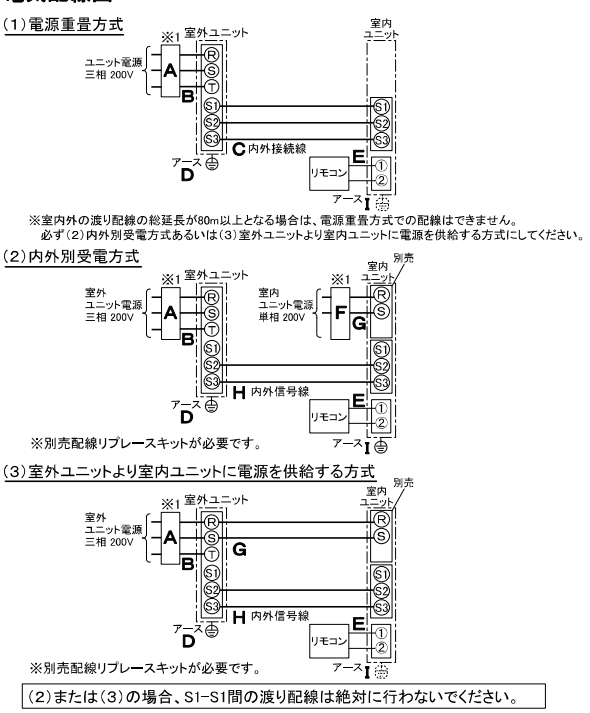 (1)電源重畳方式
※1 室外ユニット
室内
ユニット
ユニット電源
三相 200V
A
R
S
T
B
S1 S1
S2 S2
S3 S3
C 内外接続線
アース
D
リモコン
E
①
②
アース I
※室内外の渡り配線の総延長が80m以上となる場合は、電源重畳方式での配線はできません。
必ず(2)内外別受電方式あるいは(3)室外ユニットより室内ユニットに電源を供給する方式にしてください。
(2)内外別受電方式
※1 室外ユニット
※1
室内
ユニット
別売
室外
ユニット電源
三相 200V
A
R
S
T
B
室内
ユニット電源
単相 200V
F
G
R
S
S1 S1
S2 S2
S3 S3
H 内外信号線
アース
D
リモコン
E
①
②
アース I
※別売配線リプレースキットが必要です。
(3)室外ユニットより室内ユニットに電源を供給する方式
※1 室外ユニット
室内
ユニット
別売
室外
ユニット電源
三相 200V
A
R R
S S
T
B
G
S1 S1
S2 S2
S3 S3
H 内外信号線
アース
D
リモコン
E
①
②
アース I
※別売配線リプレースキットが必要です。
(2)または(3)の場合、S1-S1間の渡り配線は絶対に行わないでください。